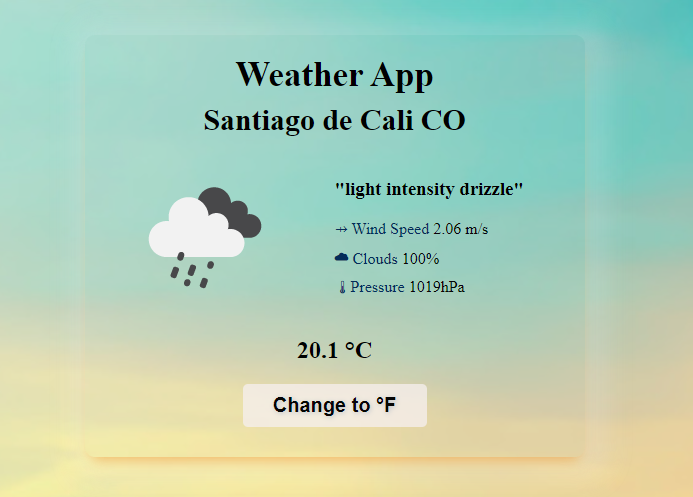 Weather App
Santiago de Cali CO
"light intensity drizzle"
Wind Speed 2.06 m/s
Clouds 100%
Pressure 1019hPa
20.1 °C
Change to °F